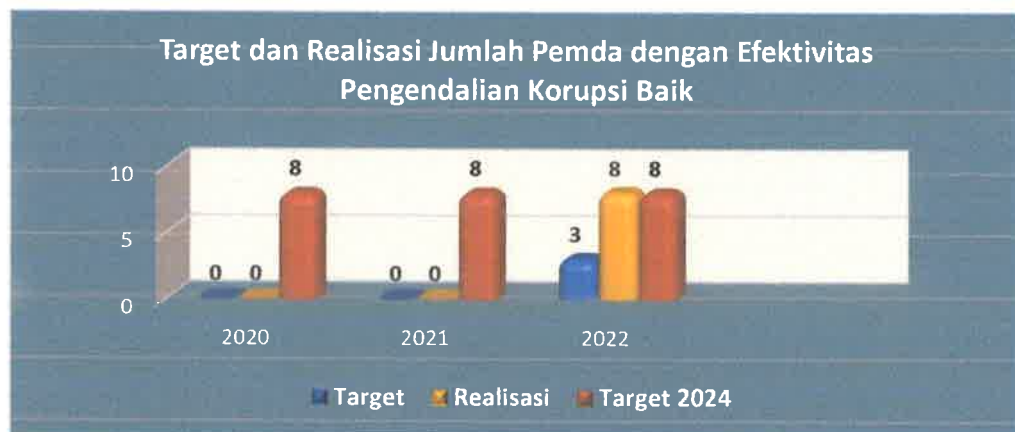 Target dan Realisasi Jumlah Pemda dengan Efektivitas
Pengendalian Korupsi Baik
10
5
0
0 0 8
0 0 8
3 8 8
2020 2021 2022
Target Realisasi Target 2024